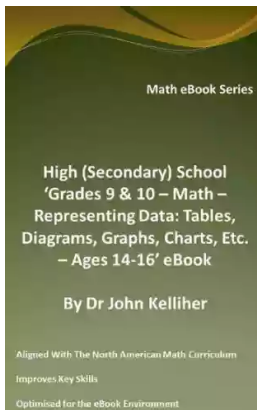 Math eBook Series
High (Secondary) School
‘Grades 9 & 10 – Math –
Representing Data: Tables,
Diagrams, Graphs, Charts, Etc.
– Ages 14-16’ eBook
By Dr John Kelliher
Aligned With The North American Math Curriculum
Improves Key Skills
Optimised for the eBook Environment